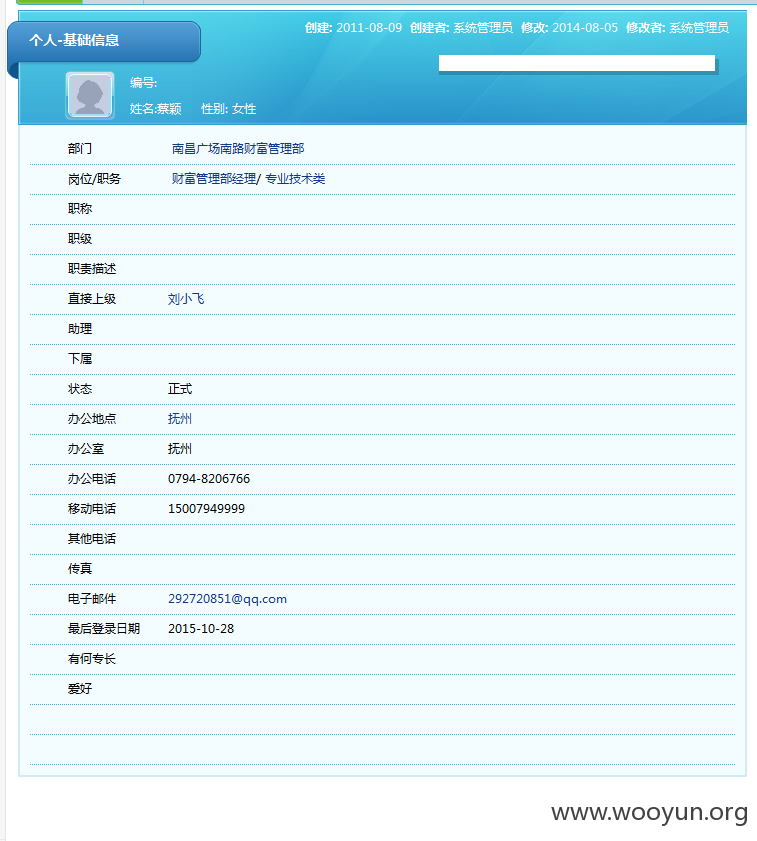 创建: 2011-08-09 创建者: 系统管理员 修改: 2014-08-05 修改者: 系统管理员
个人-基础信息
编号:
姓名:蔡颖 性别: 女性
部门 南昌广场南路财富管理部
岗位/职务 财富管理部经理/ 专业技术类
职称
职级
职责描述
直接上级 刘小飞
助理
下属
状态 正式
办公地点 抚州
办公室 抚州
办公电话 0794-8206766
移动电话 15007949999
其他电话
传真
电子邮件 292720851@qq.com
最后登录日期 2015-10-28
有何专长
爱好
www.wooyun.org